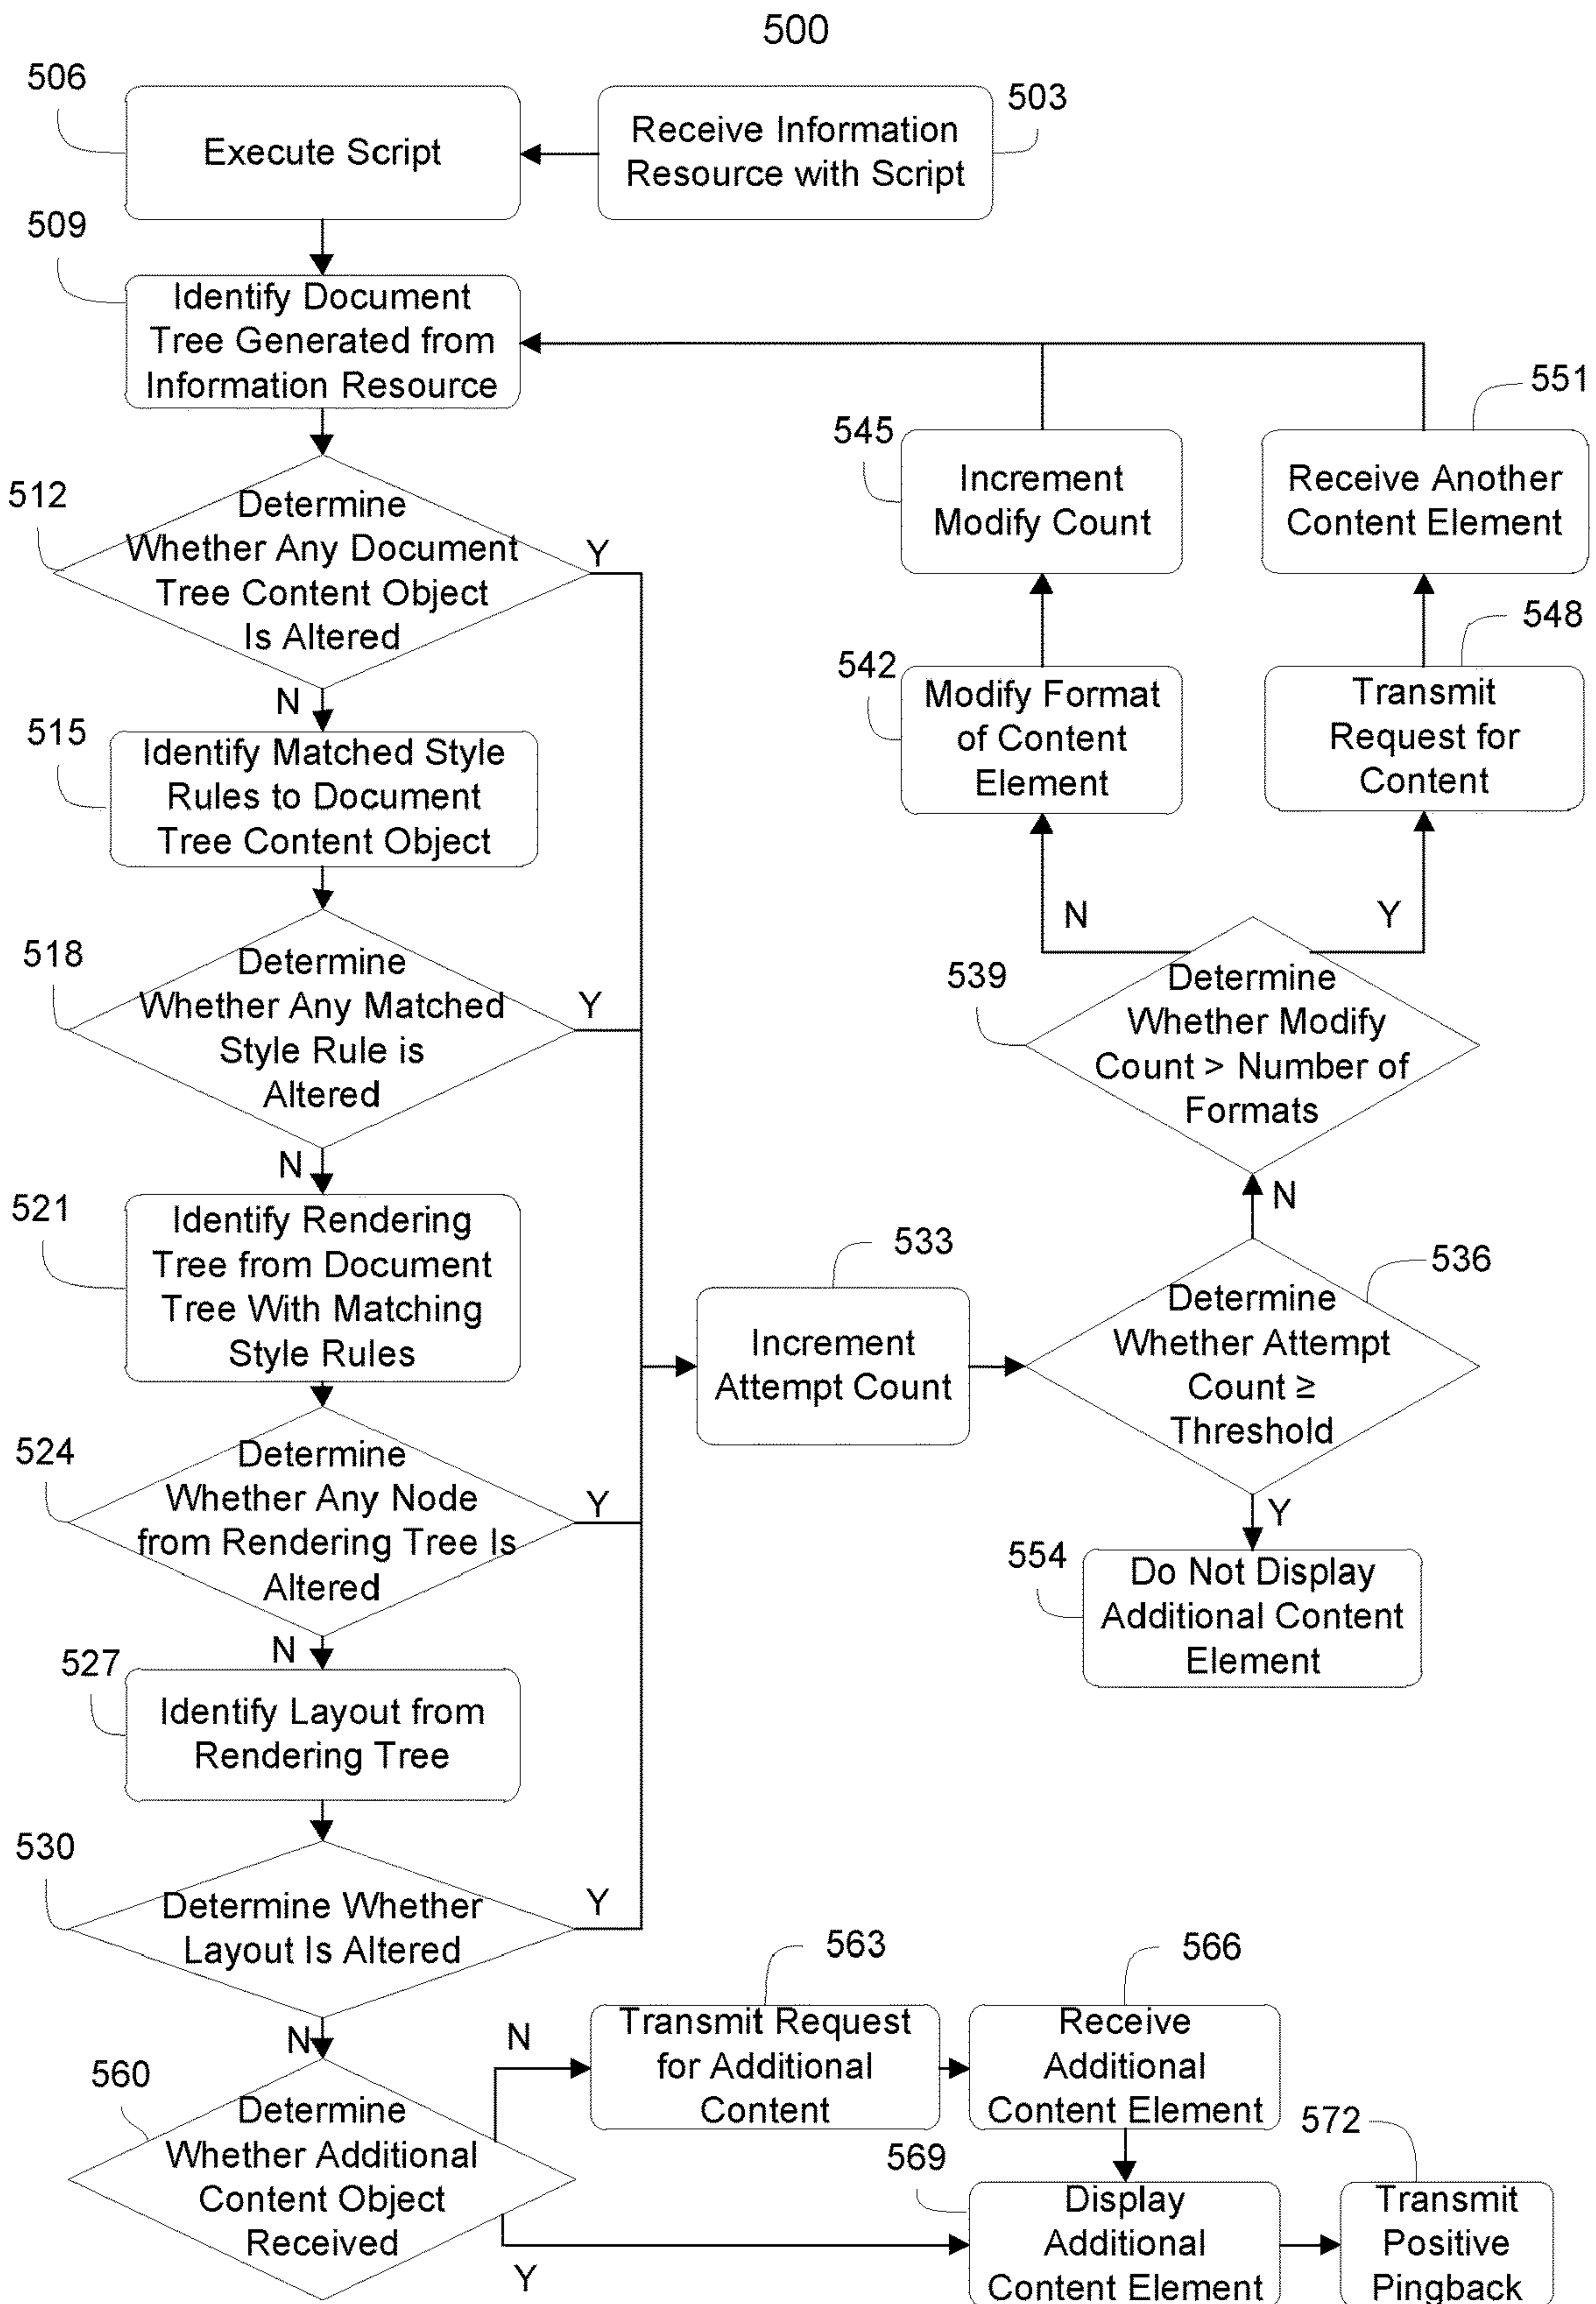 500
506
Execute Script
503
Receive Information
Resource with Script
509
Identify Document
Tree Generated from
Information Resource
512
Determine
Whether Any Document
Tree Content Object
Is Altered
Y
N
515
Identify Matched Style
Rules to Document
Tree Content Object
518
Determine
Whether Any Matched
Style Rule is
Altered
Y
N
521
Identify Rendering
Tree from Document
Tree With Matching
Style Rules
524
Determine
Whether Any Node
from Rendering Tree Is
Altered
Y
N
527
Identify Layout from
Rendering Tree
530
Determine Whether
Layout Is Altered
Y
N
533
Increment
Attempt Count
536
Determine
Whether Attempt
Count ≥
Threshold
N
Y
539
Determine
Whether Modify
Count > Number of
Formats
N
Y
542
Modify Format
of Content
Element
545
Increment
Modify Count
548
Transmit
Request for
Content
551
Receive Another
Content Element
554
Do Not Display
Additional Content
Element
560
Determine
Whether Additional
Content Object
Received
N
Y
563
Transmit Request
for Additional
Content
566
Receive
Additional
Content Element
569
Display
Additional
Content Element
572
Transmit
Positive
Pingback